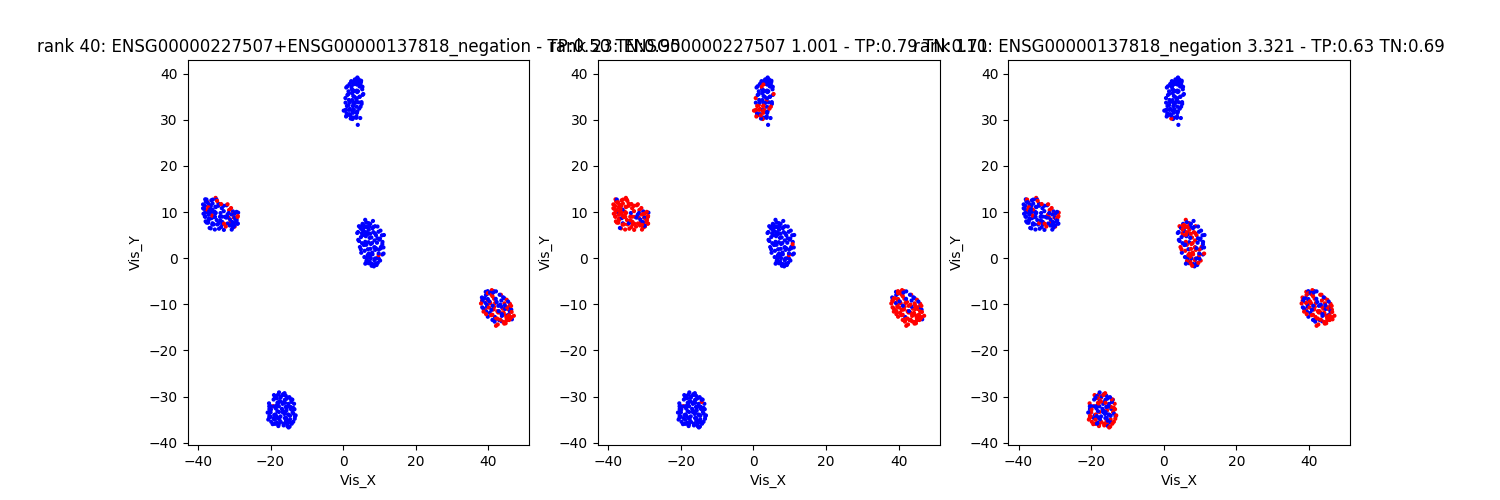 rank 40: ENSG00000227507+ENSG00000137818_negation -
rank ENSG00000227507 1.001 - TP:0.79
rank ENSG00000137818_negation 3.321 - TP:0.63 TN:0.69
40
30
20
10
0
−10
−20
−30
−40
Vis_Y
−40 −20 0 20 40
Vis_X
40
30
20
10
0
−10
−20
−30
−40
Vis_Y
−40 −20 0 20 40
Vis_X
40
30
20
10
0
−10
−20
−30
−40
Vis_Y
−40 −20 0 20 40
Vis_X